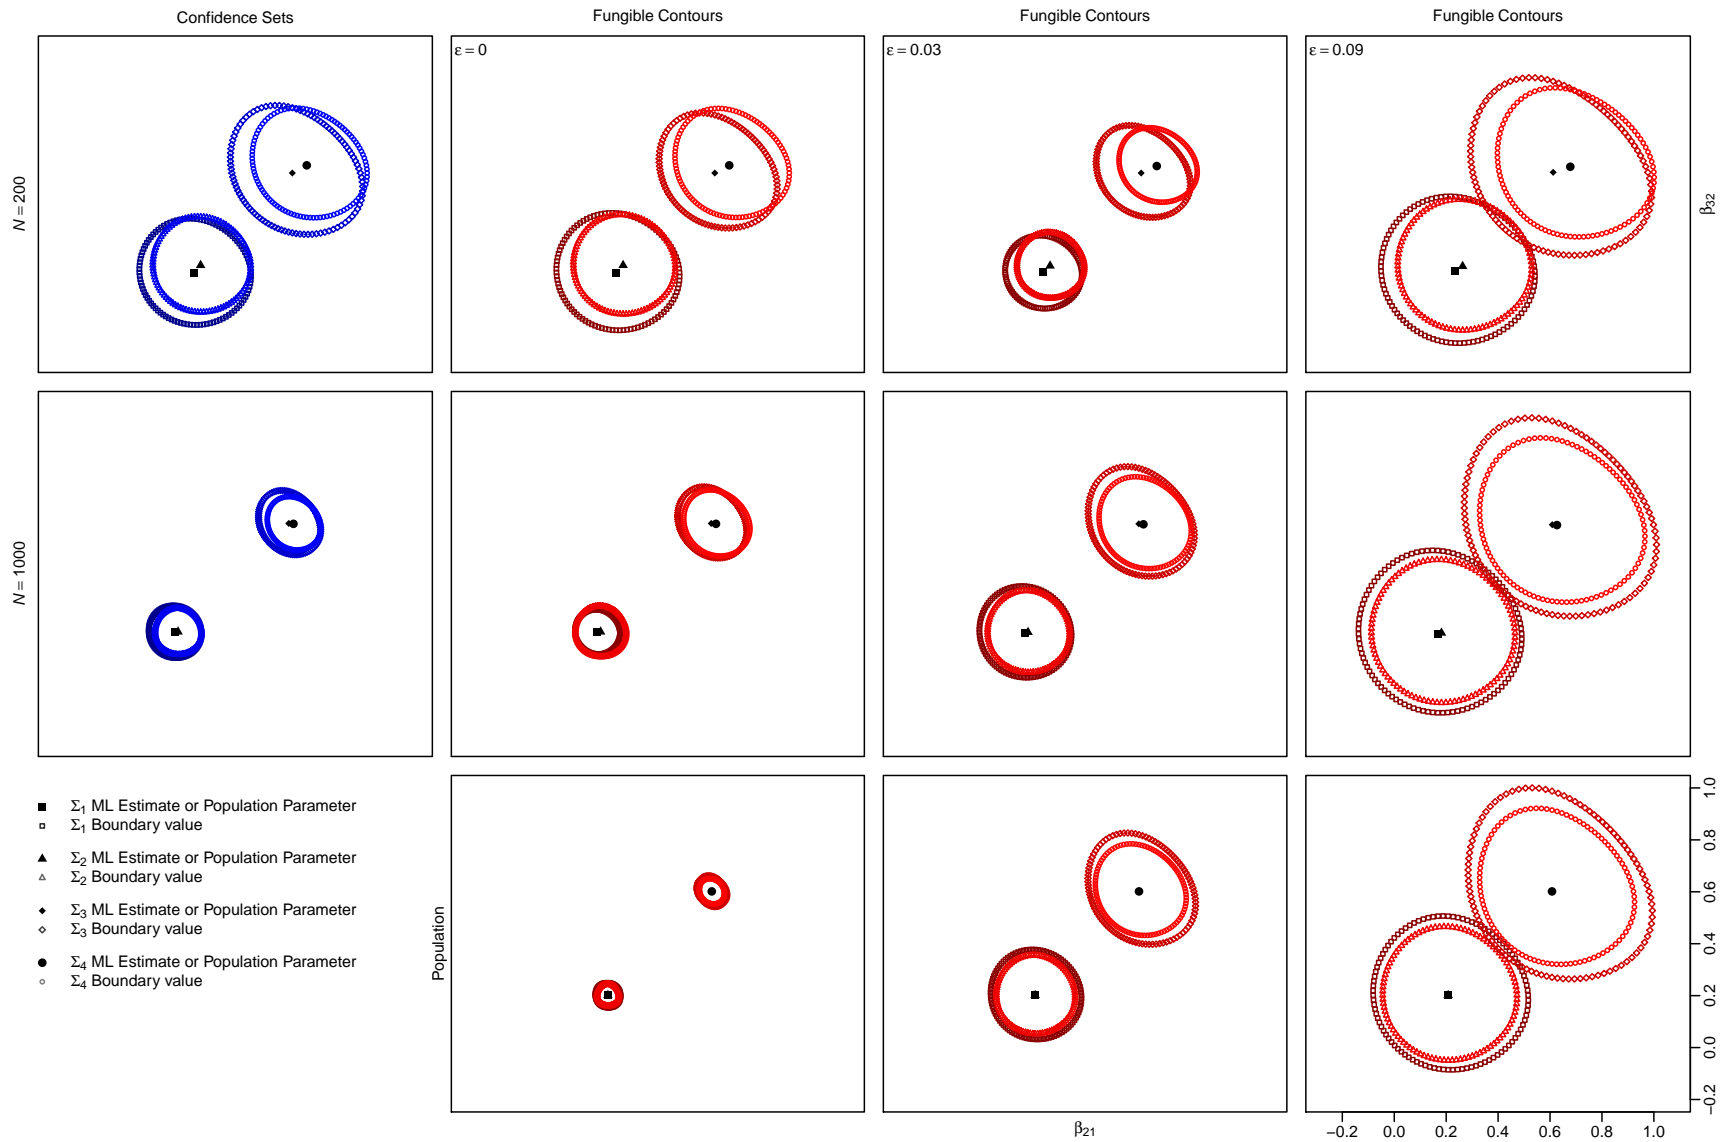 Confidence Sets
Fungible Contours
Fungible Contours
Fungible Contours
ε = 0
ε = 0.03
ε = 0.09
N = 200
β32
N = 1000
Σ1 ML Estimate or Population Parameter
Σ1 Boundary value
Σ2 ML Estimate or Population Parameter
Σ2 Boundary value
Σ3 ML Estimate or Population Parameter
Σ3 Boundary value
Σ4 ML Estimate or Population Parameter
Σ4 Boundary value
Population
1.0
0.8
0.6
0.4
0.2
0.0
−0.2
−0.2 0.0 0.2 0.4 0.6 0.8 1.0
β21